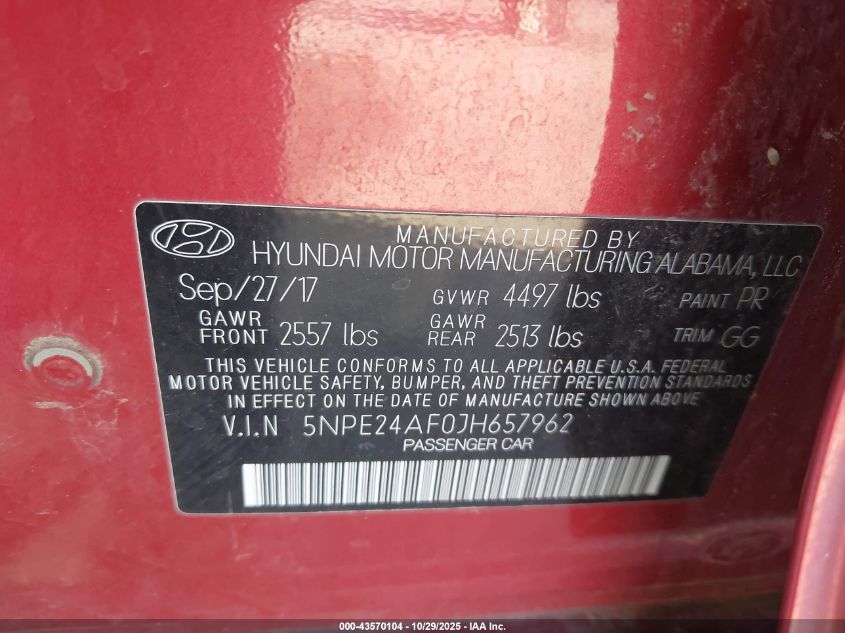 MANUFACTURED BY
HYUNDAI MOTOR MANUFACTURING ALABAMA, LLC
Sep/27/17 GVWR 4497 lbs PAINT PR
GAWR FRONT 2557 lbs GAWR REAR 2513 lbs TRIM GG
THIS VEHICLE CONFORMS TO ALL APPLICABLE U.S.A. FEDERAL
MOTOR VEHICLE SAFETY, BUMPER, AND THEFT PREVENTION STANDARDS
IN EFFECT ON THE DATE OF MANUFACTURE SHOWN ABOVE.
V.I.N 5NPE24AF0JH657962
PASSENGER CAR
000-43570104 - 10/29/2025 - IAA Inc.